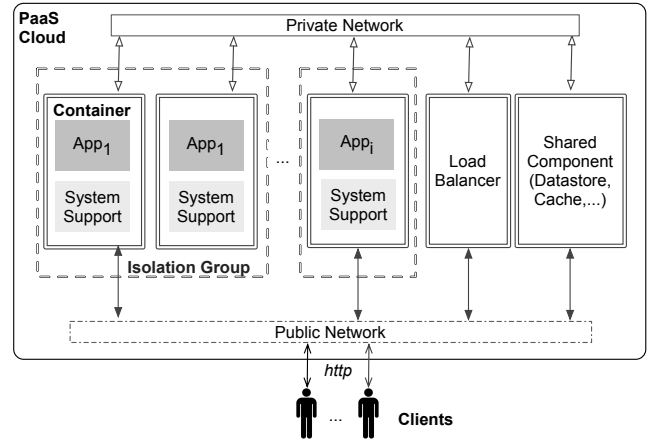 PaaS
Cloud
Private Network
Container
App1
System
Support
App1
System
Support
Isolation Group
...
Appi
System
Support
Load
Balancer
Shared
Component
(Datastore,
Cache,...)
Public Network
http
...
Clients